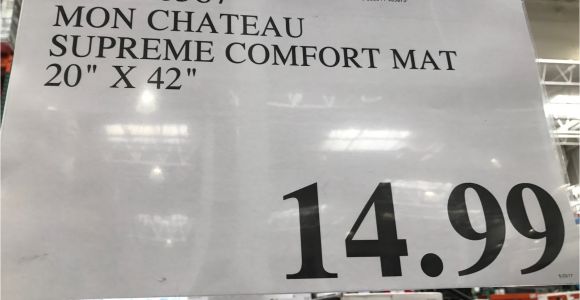 MON CHATEAU
SUPREME COMFORT MAT
20" X 42"
14.99